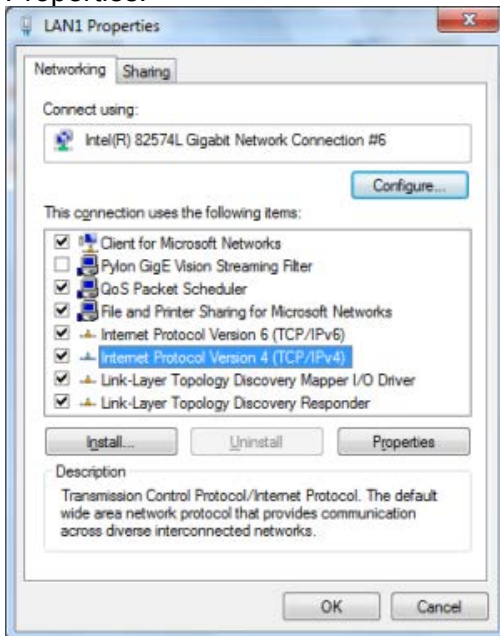 Properties.
LAN1 Properties
Networking Sharing
Connect using:
Intel(R) 82574L Gigabit Network Connection #6
Configure...
This connection uses the following items:
Client for Microsoft Networks
Pylon GigE Vision Streaming Filter
QoS Packet Scheduler
File and Printer Sharing for Microsoft Networks
Internet Protocol Version 6 (TCP/IPv6)
Internet Protocol Version 4 (TCP/IPv4)
Link-Layer Topology Discovery Mapper I/O Driver
Link-Layer Topology Discovery Responder
Install... Uninstall Properties
Description
Transmission Control Protocol/Internet Protocol. The default
wide area network protocol that provides communication
across diverse interconnected networks.
OK Cancel